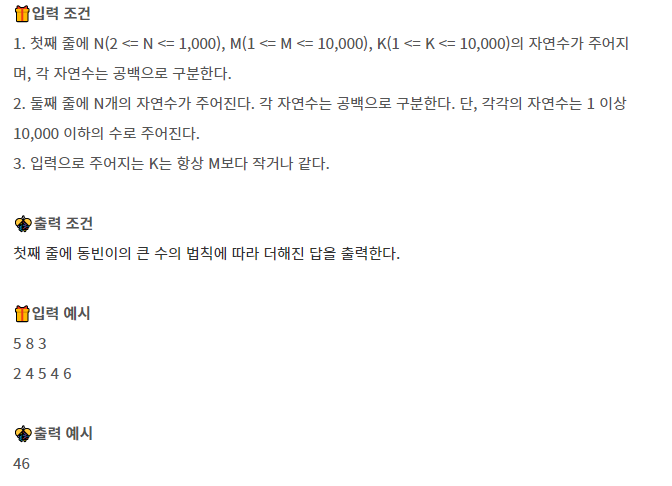 입력 조건
1. 첫째 줄에 N(2 <= N <= 1,000), M(1 <= M <= 10,000), K(1 <= K <= 10,000)의 자연수가 주어지
며, 각 자연수는 공백으로 구분한다.
2. 둘째 줄에 N개의 자연수가 주어진다. 각 자연수는 공백으로 구분한다. 단, 각각의 자연수는 1 이상
10,000 이하의 수로 주어진다.
3. 입력으로 주어지는 K는 항상 M보다 작거나 같다.
출력 조건
첫째 줄에 동빈이의 큰 수의 법칙에 따라 더해진 답을 출력한다.
입력 예시
5 8 3
2 4 5 4 6
출력 예시
46